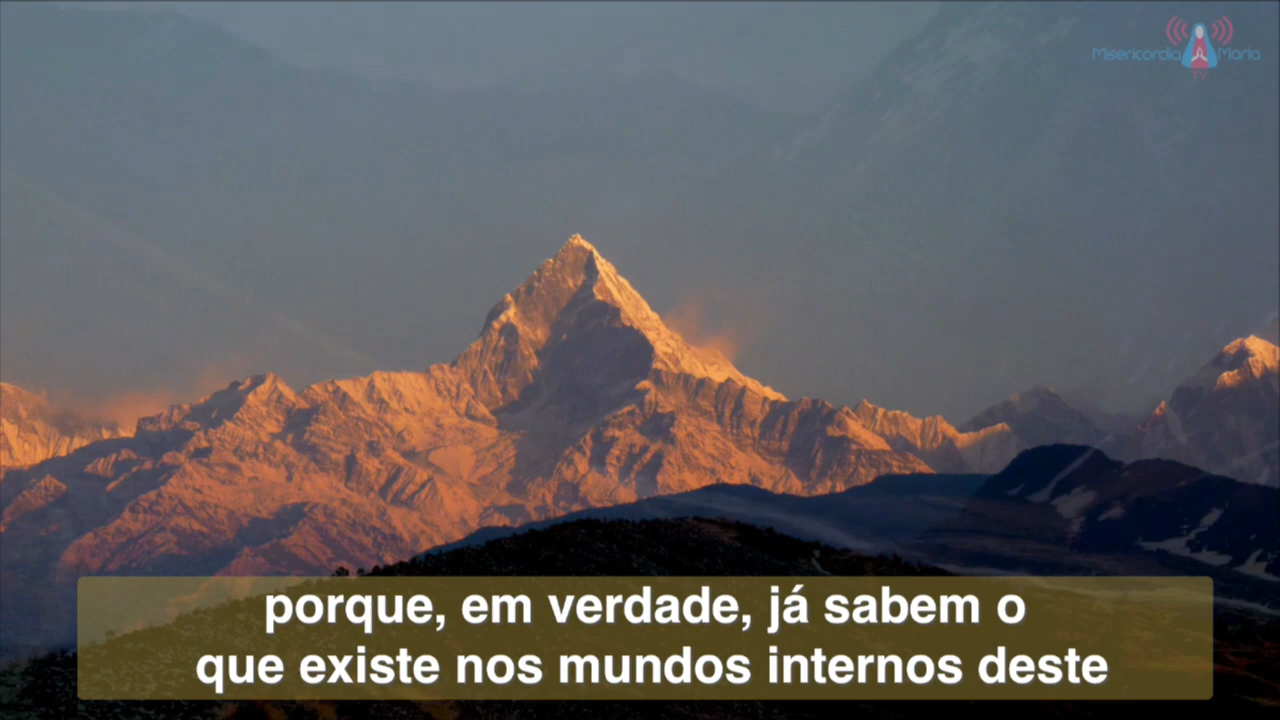 Misericordia Maria
porque, em verdade, já sabem o
que existe nos mundos internos deste